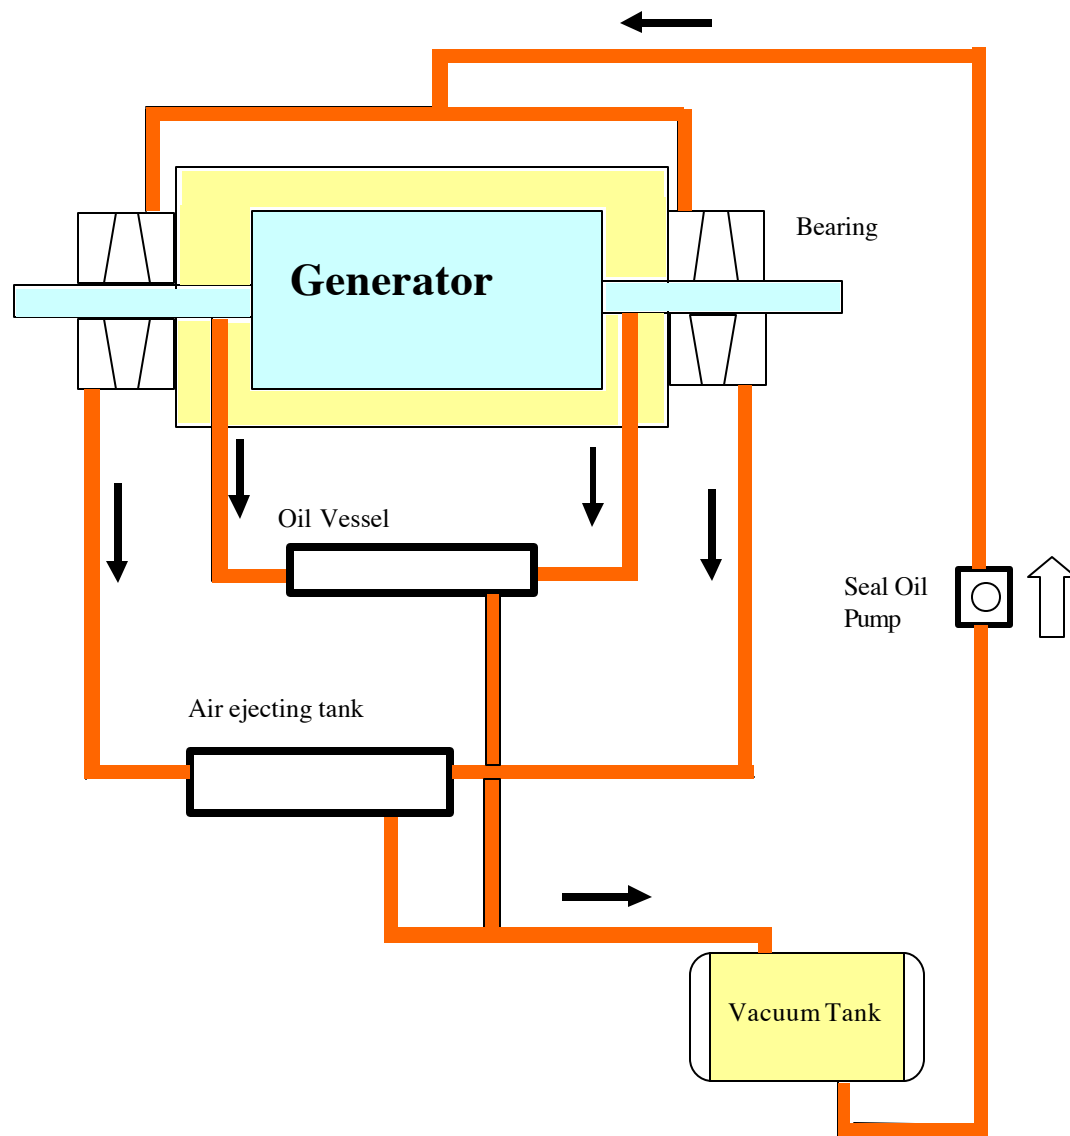 Bearing
Generator
Oil Vessel
Seal Oil
Pump
Air ejecting tank
Vacuum Tank